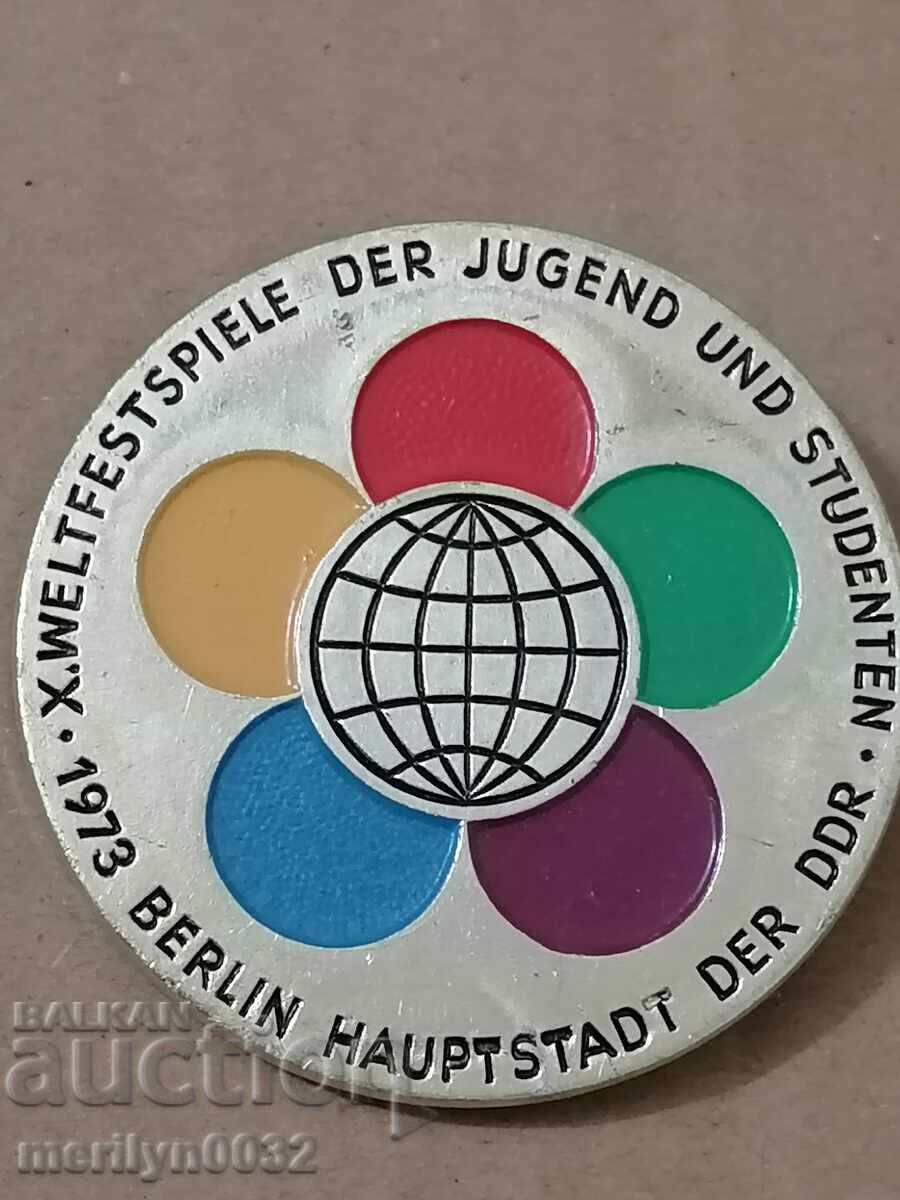 X.WELTFESTSPIELE DER JUGEND UND STUDENTEN ·
1973 BERLIN HAUPTSTADT DER DDR ·
BALKAN
auction
merilyn0032